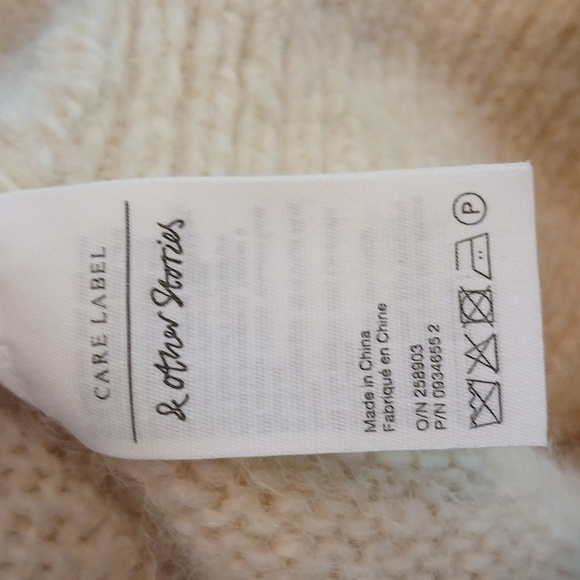 CARE LABEL
& Other Stories
Made in China
Fabriqué en Chine
O/N 258903
P/N 0934655 2
P